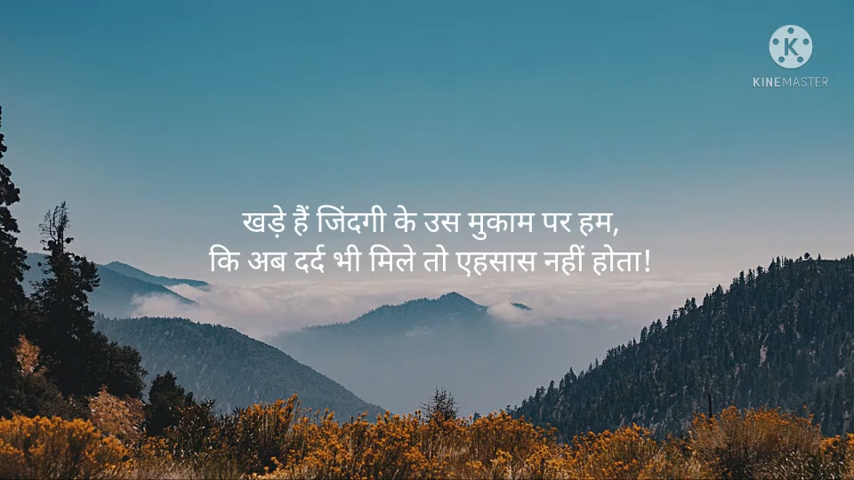 K
KINEMASTER
खड़े हैं जिंदगी के उस मुकाम पर हम,
कि अब दर्द भी मिले तो एहसास नहीं होता!